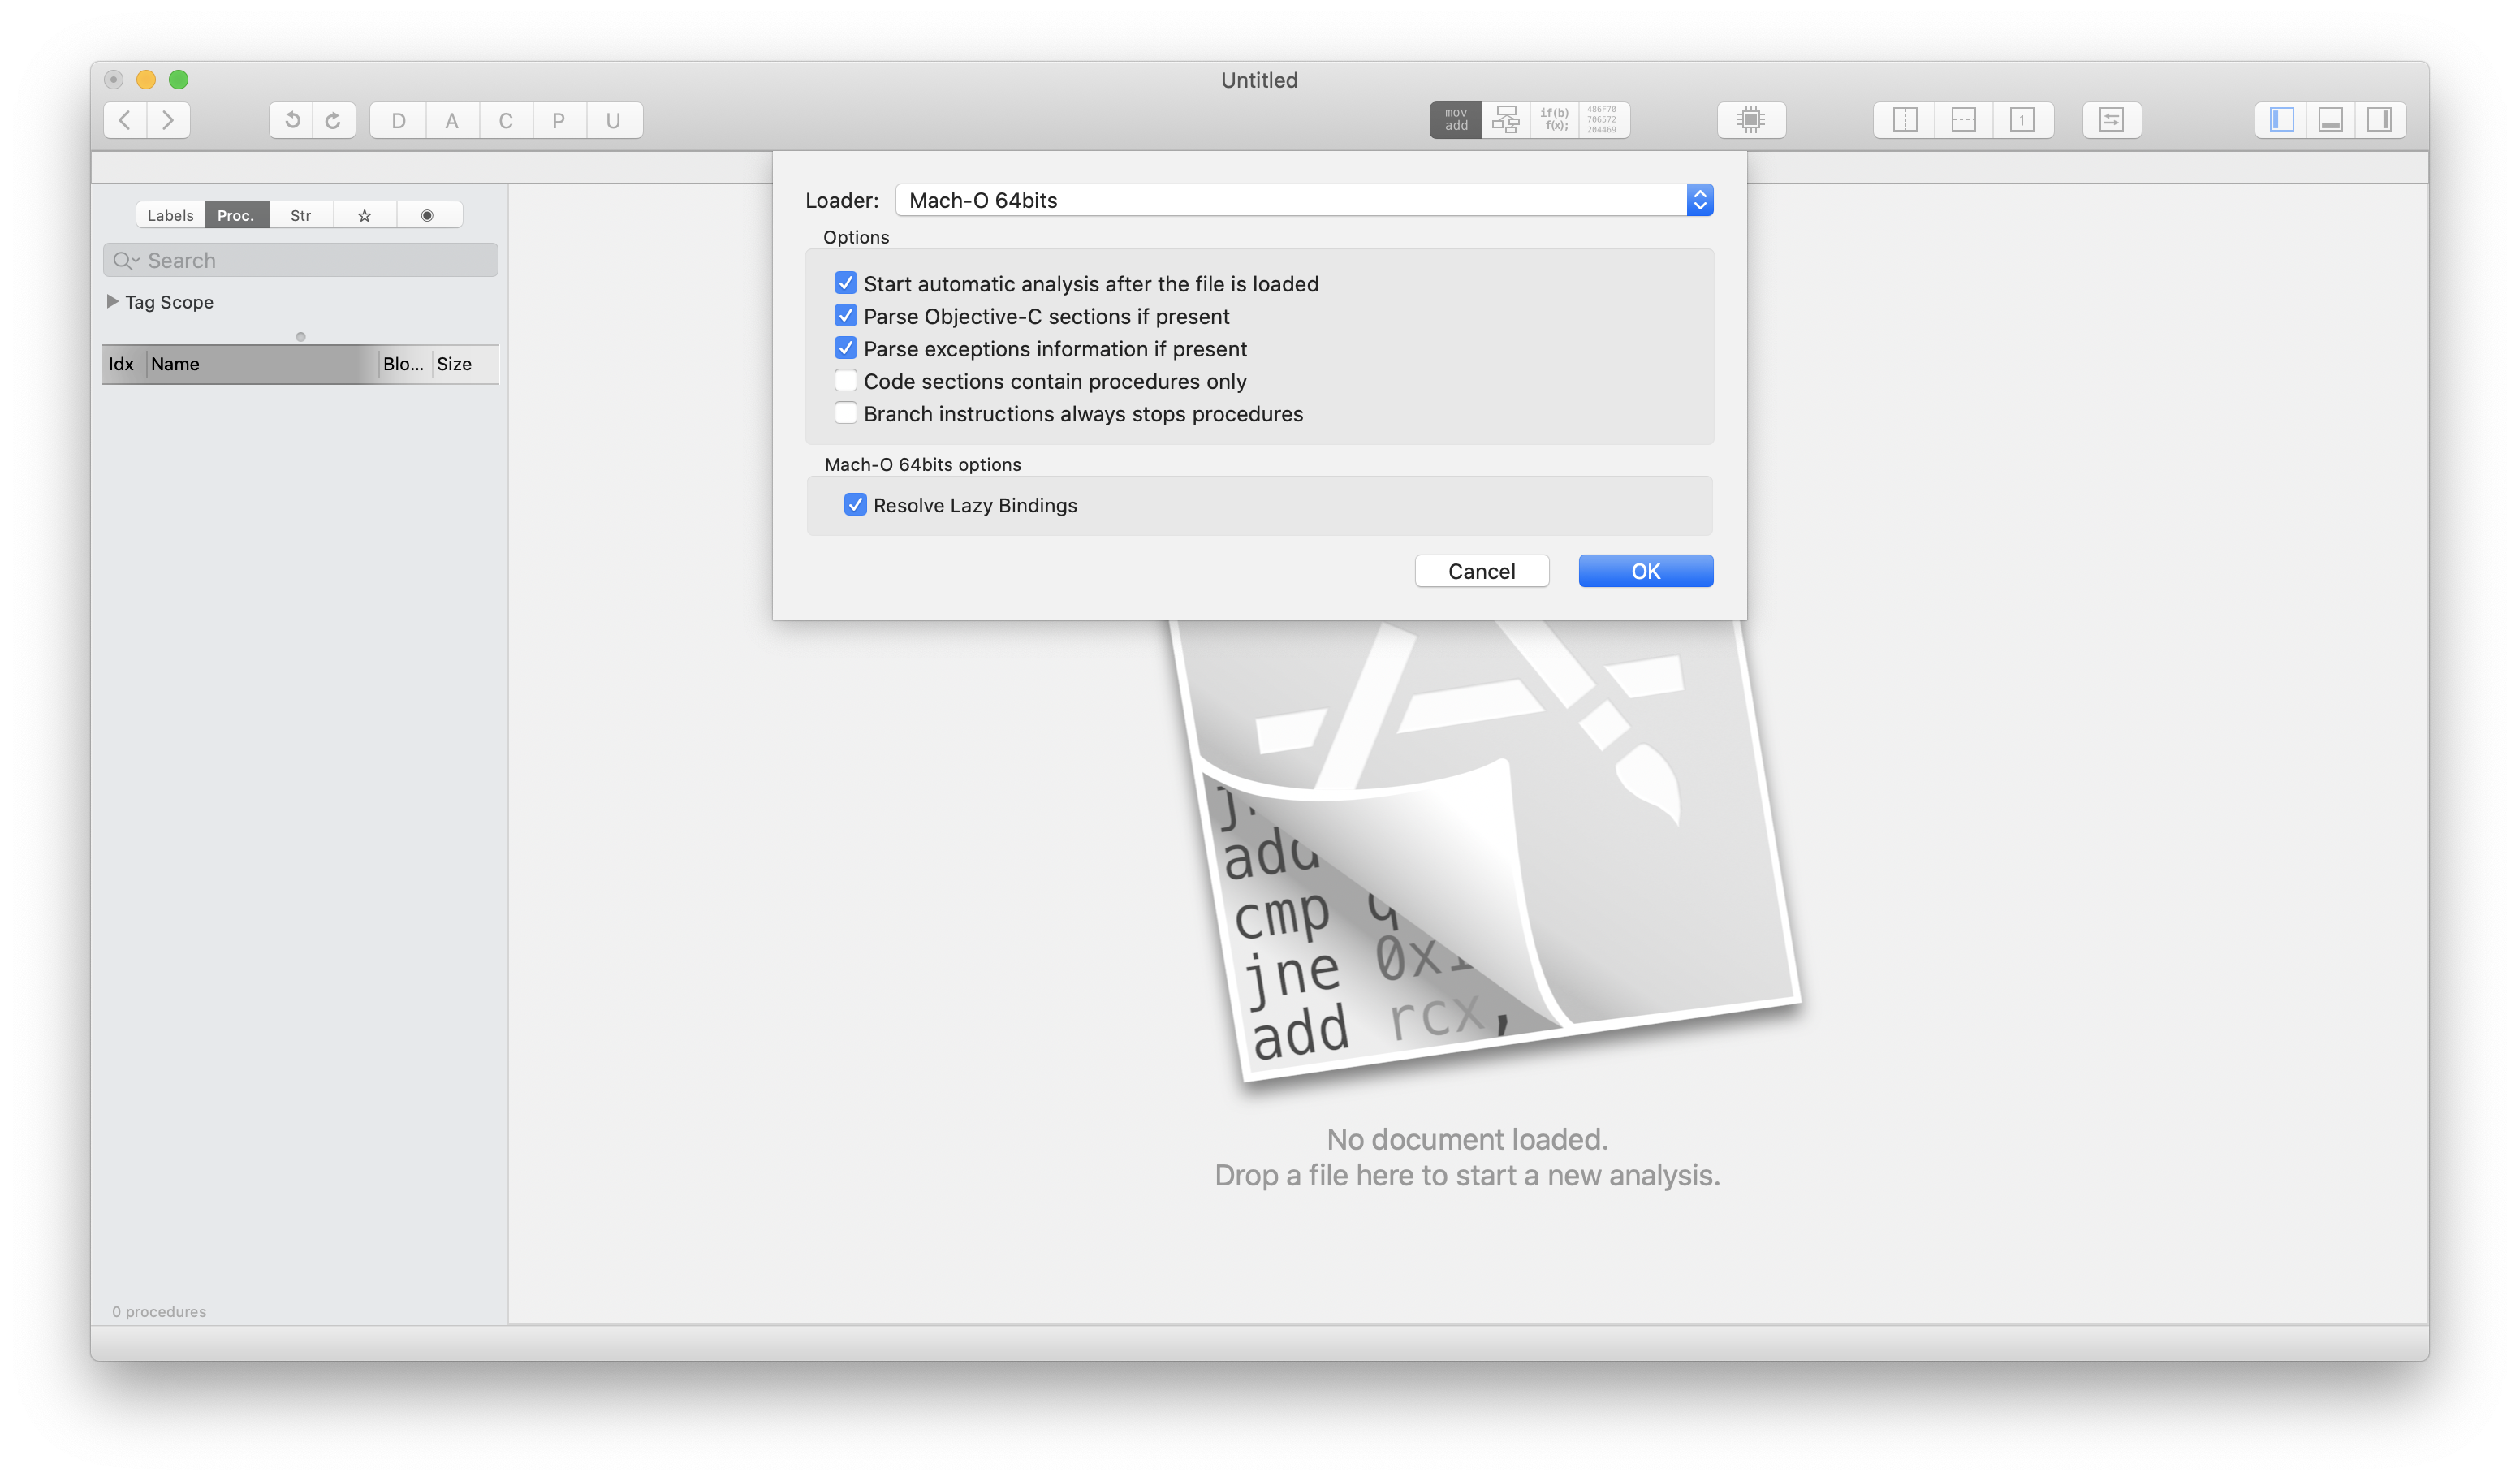 Untitled
D A C P U
mov
add
if(b)
f(x);
486F70
706572
204469
1
Loader: Mach-O 64bits
Labels Proc. Str
Search
Tag Scope
Idx Name Blo... Size
Options
Start automatic analysis after the file is loaded
Parse Objective-C sections if present
Parse exceptions information if present
Code sections contain procedures only
Branch instructions always stops procedures
Mach-O 64bits options
Resolve Lazy Bindings
Cancel OK
add
cmp
jne
add rcx,
No document loaded.
Drop a file here to start a new analysis.
0 procedures